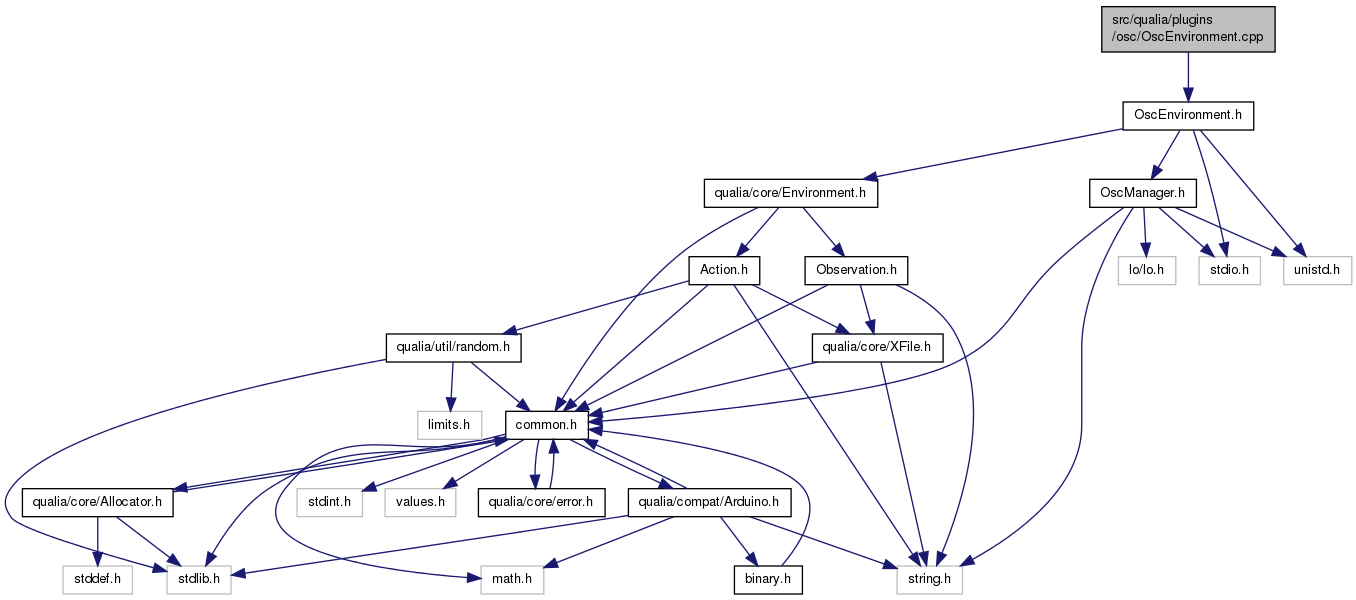 src/qualia/plugins
/osc/OscEnvironment.cpp
OscEnvironment.h
qualia/core/Environment.h
OscManager.h
Action.h
Observation.h
lo/lo.h
stdio.h
unistd.h
qualia/util/random.h
qualia/core/XFile.h
limits.h
common.h
qualia/core/Allocator.h
stdint.h
values.h
qualia/core/error.h
qualia/compat/Arduino.h
stddef.h
stdlib.h
math.h
binary.h
string.h